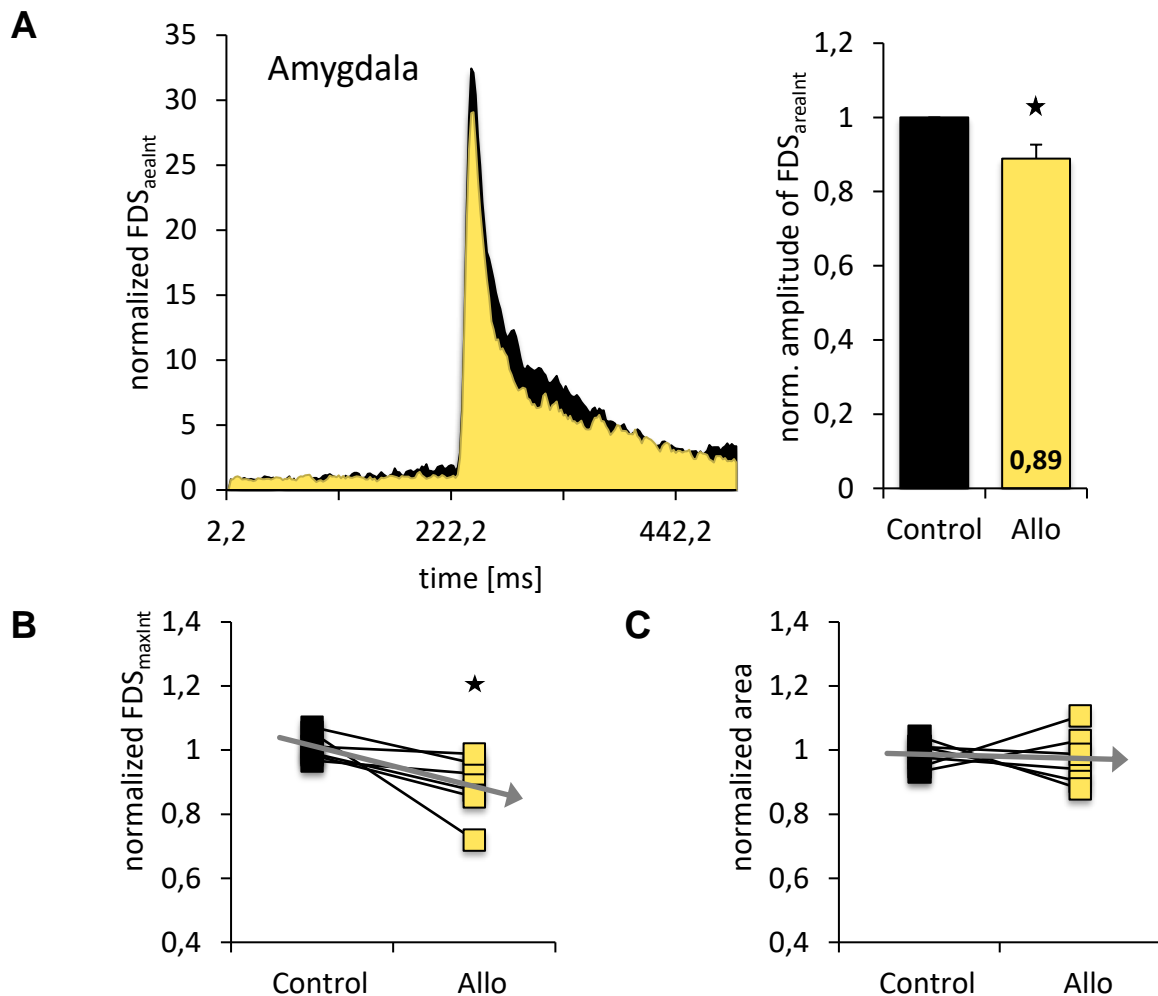 A
Amygdala
normalized FDSaeaInt
35
30
25
20
15
10
5
0
2,2
222,2
442,2
time [ms]
norm. amplitude of FDSareaInt
1,2
1
0,8
0,6
0,4
0,2
0
0,89
Control
Allo
B
normalized FDSmaxInt
1,4
1,2
1
0,8
0,6
0,4
Control
Allo
C
normalized area
1,4
1,2
1
0,8
0,6
0,4
Control
Allo